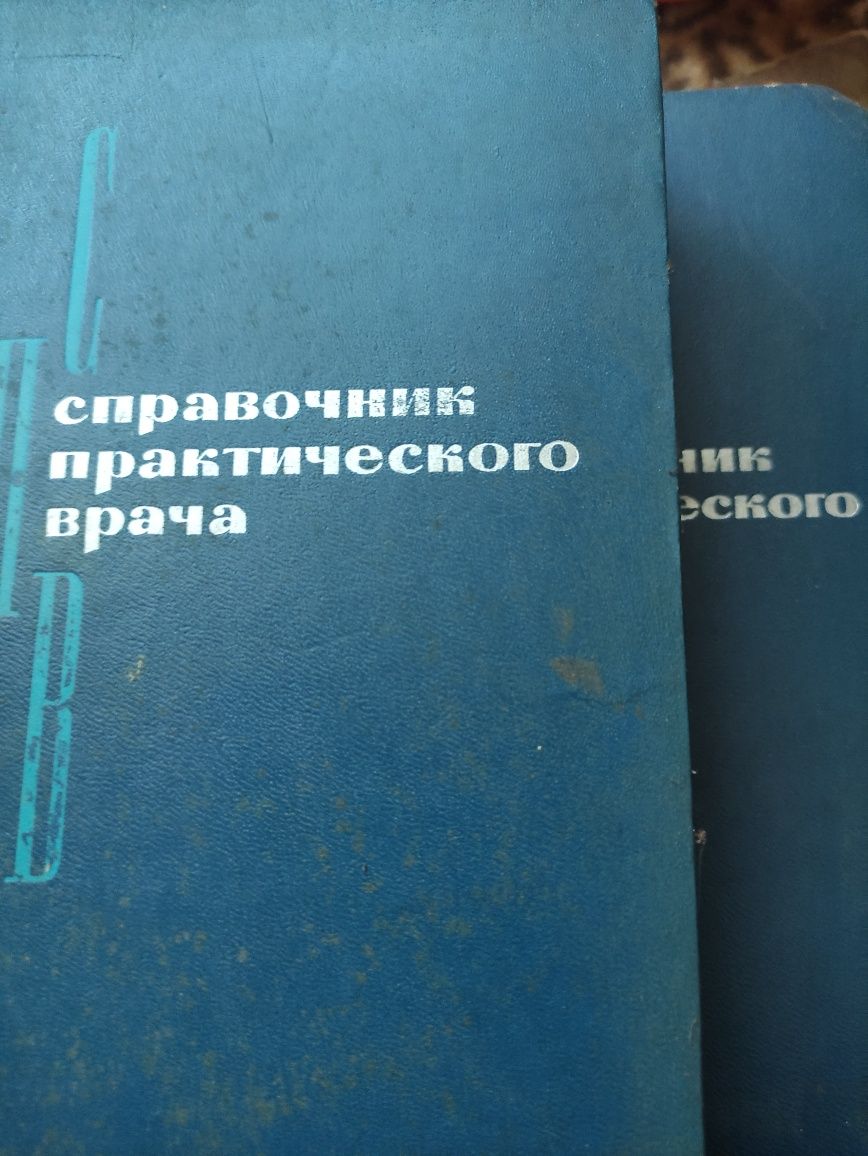 С
П
справочник
практического
врача
В
ник
еского